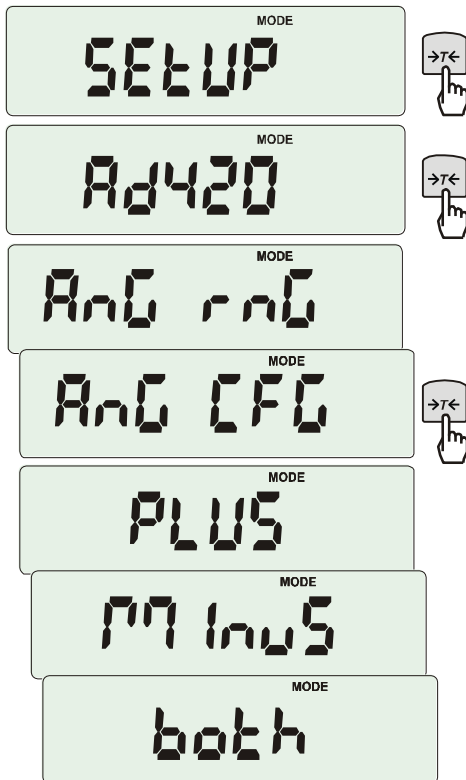 MODE
SEtUP
→T←
MODE
Ad420
→T←
MODE
AnG rnG
MODE
AnG CFG
→T←
MODE
PLUS
MODE
MInuS
MODE
both